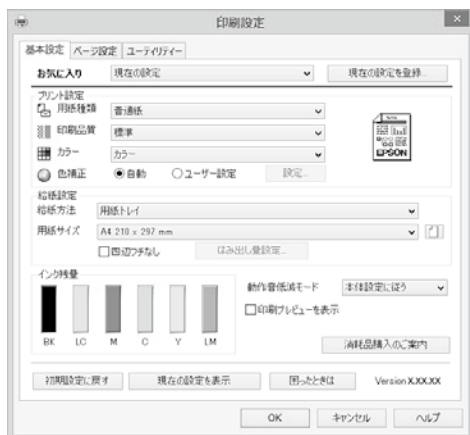 印刷設定
基本設定 ページ設定 ユーティリティー
お気に入り 現在の設定 現在の設定を登録...
プリント設定
用紙種類 普通紙
印刷品質 標準
カラー カラー
色補正 自動 ユーザー設定 設定...
EPSON
給紙設定
給紙方法 用紙トレイ
用紙サイズ A4 210 x 297 mm
四辺フチなし はみ出し量設定...
インク残量
BK LC M C Y LM
動作音低減モード 本体設定に従う
印刷プレビューを表示
消耗品購入のご案内
初期設定に戻す 現在の設定を表示 困ったときは Version X.XX.XX
OK キャンセル ヘルプ